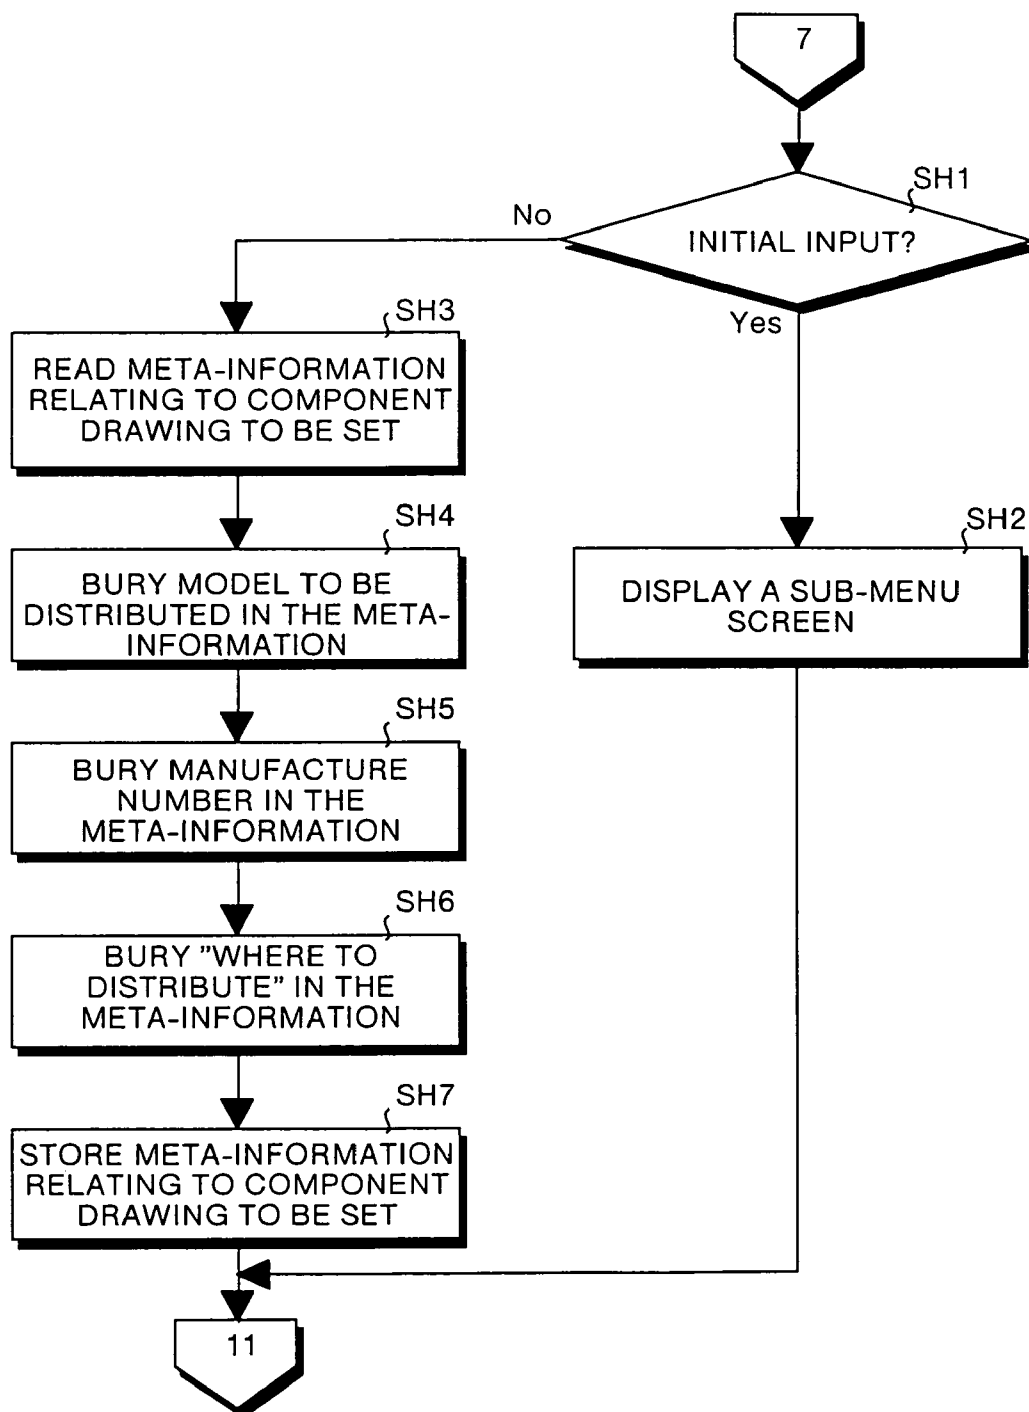 7
SH1
INITIAL INPUT?
No
Yes
SH3
READ META-INFORMATION
RELATING TO COMPONENT
DRAWING TO BE SET
SH4
BURY MODEL TO BE
DISTRIBUTED IN THE META-
INFORMATION
SH2
DISPLAY A SUB-MENU
SCREEN
SH5
BURY MANUFACTURE
NUMBER IN THE
META-INFORMATION
SH6
BURY "WHERE TO
DISTRIBUTE" IN THE
META-INFORMATION
SH7
STORE META-INFORMATION
RELATING TO COMPONENT
DRAWING TO BE SET
11